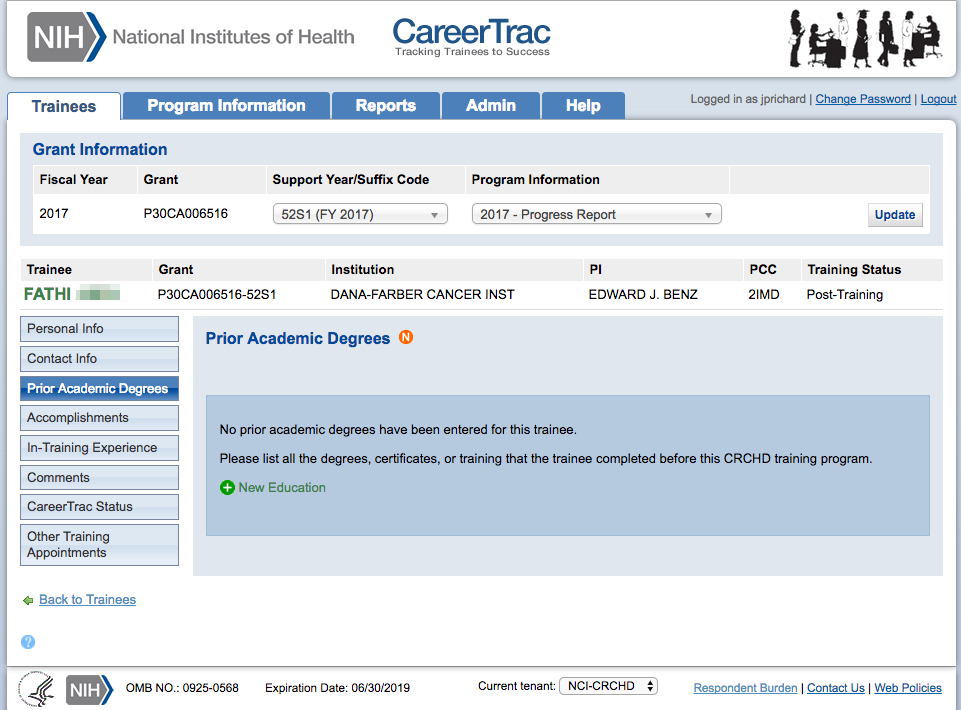 NIH National Institutes of Health
CareerTrac
Tracking Trainees to Success
Trainees Program Information Reports Admin Help
Logged in as jprichard | Change Password | Logout
Grant Information
Fiscal Year Grant Support Year/Suffix Code Program Information
2017 P30CA006516 52S1 (FY 2017) 2017 - Progress Report Update
Trainee Grant Institution PI PCC Training Status
FATHI P30CA006516-52S1 DANA-FARBER CANCER INST EDWARD J. BENZ 2IMD Post-Training
Personal Info
Contact Info
Prior Academic Degrees
Accomplishments
In-Training Experience
Comments
CareerTrac Status
Other Training
Appointments
Prior Academic Degrees N
No prior academic degrees have been entered for this trainee.
Please list all the degrees, certificates, or training that the trainee completed before this CRCHD training program.
New Education
Back to Trainees
?
NIH OMB NO.: 0925-0568 Expiration Date: 06/30/2019 Current tenant: NCI-CRCHD Respondent Burden | Contact Us | Web Policies